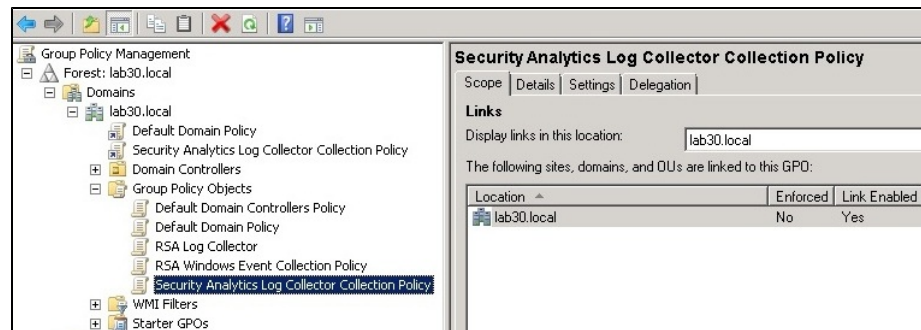 Group Policy Management
Forest: lab30.local
Domains
lab30.local
Default Domain Policy
Security Analytics Log Collector Collection Policy
Domain Controllers
Group Policy Objects
Default Domain Controllers Policy
Default Domain Policy
RSA Log Collector
RSA Windows Event Collection Policy
Security Analytics Log Collector Collection Policy
WMI Filters
Starter GPOs
Security Analytics Log Collector Collection Policy
Scope Details Settings Delegation
Links
Display links in this location: lab30.local
The following sites, domains, and OUs are linked to this GPO:
Location Enforced Link Enabled
lab30.local No Yes